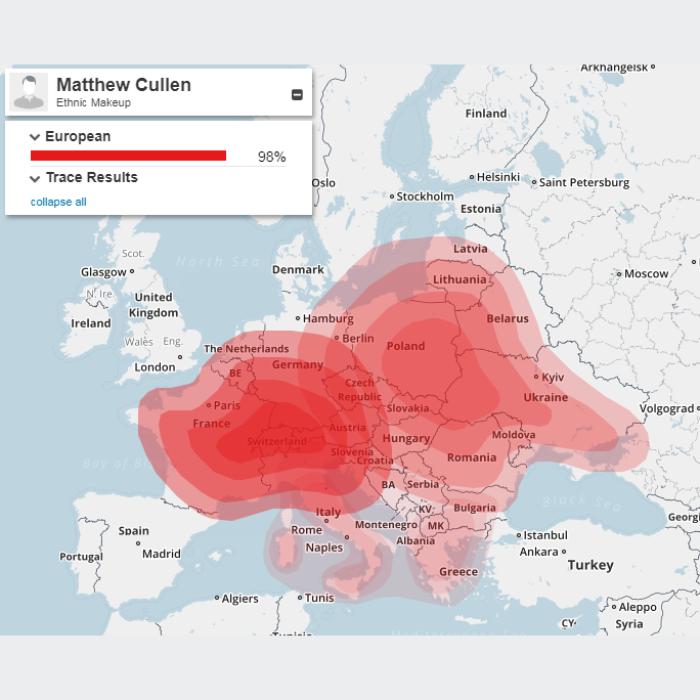 Matthew Cullen
Ethnic Makeup
European
98%
Trace Results
collapse all
Arkhangelsk
Finland
Oslo
Helsinki
Saint Petersburg
Stockholm
Estonia
Scot.
North Sea
Latvia
Glasgow
Denmark
Moscow
Lithuania
N. Ire
United
Kingdom
Ireland
Hamburg
Belarus
Wales
Eng.
Berlin
Poland
The Netherlands
London
Germany
BE
Kyiv
Czech
Republic
Ukraine
Paris
Slovakia
Volgograd
France
Austria
Moldova
Switzerland
Hungary
Slovenia
Croatia
Romania
Bay of Bi
BA
Serbia
Black Sea
Italy
KV
Bulgaria
Georgi
Rome
Montenegro
MK
Spain
Istanbul
Naples
Albania
Madrid
Ankara
Portugal
Turkey
Greece
Algiers
Tunis
Aleppo
CY
Syria
Tunisie
Mediterranean